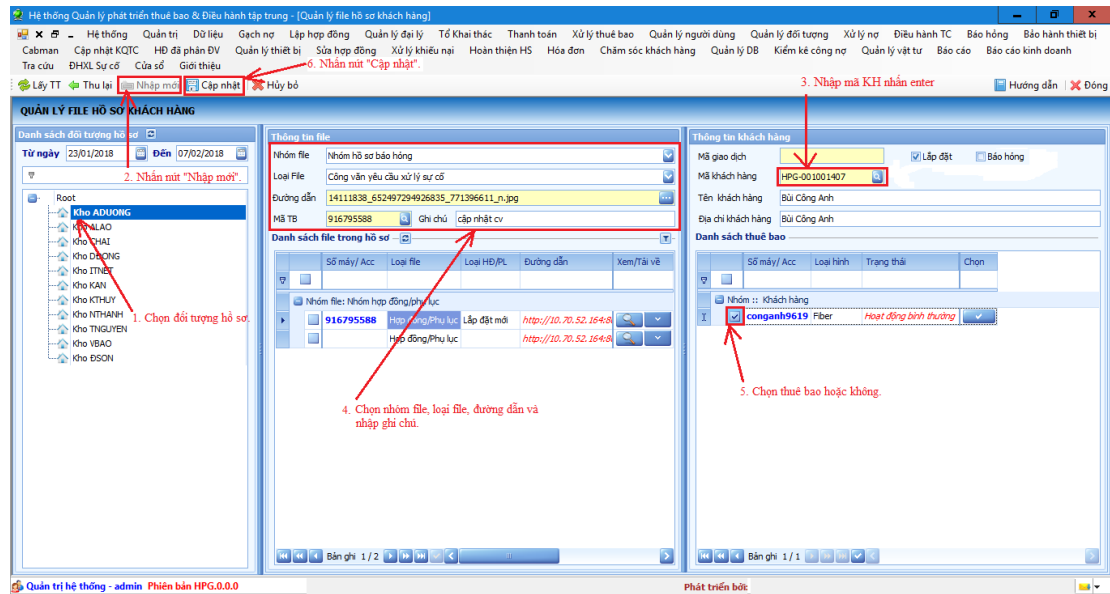 Hệ thống Quản lý phát triển thuê bao & Điều hành tập trung - [Quản lý file hồ sơ khách hàng]
Hệ thống Quản trị Dữ liệu Gạch nợ Lập hợp đồng Quản lý đại lý Tổ Khai thác Thanh toán Xử lý thuê bao Quản lý người dùng Quản lý đối tượng Xử lý nợ Điều hành TC Báo hỏng Bảo hành thiết bị
Cabman Cập nhật KQTC HĐ đã phân ĐV Quản lý thiết bị Sửa hợp đồng Xử lý khiếu nại Hoàn thiện HS Hóa đơn Chăm sóc khách hàng Quản lý DB Kiểm kê công nợ Quản lý vật tư Báo cáo Báo cáo kinh doanh
Tra cứu ĐHXL Sự cố Cửa sổ Giới thiệu
6. Nhấn nút "Cập nhật".
Lấy TT Thu lại Nhập mới Cập nhật Hủy bỏ
3. Nhập mã KH nhấn enter
Hướng dẫn Đóng
QUẢN LÝ FILE HỒ SƠ KHÁCH HÀNG
Danh sách đối tượng hồ sơ
Từ ngày 23/01/2018 Đến 07/02/2018
2. Nhấn nút "Nhập mới".
Root
Kho ADUONG
Kho ALAO
Kho CHAI
Kho DUONG
Kho ITNET
Kho KAN
Kho KTHUY
Kho NTHANH
Kho TNGUYEN
Kho VBAO
Kho ĐSON
1. Chọn đối tượng hồ sơ.
Thông tin file
Nhóm file Nhóm hồ sơ báo hỏng
Loại File Công văn yêu cầu xử lý sự cố
Đường dẫn 14111838_652497294926835_771396611_n.jpg
Mã TB 916795588 Ghi chú cập nhật cv
Danh sách file trong hồ sơ
Số máy/ Acc Loại file Loại HĐ/PL Đường dẫn Xem/Tải về
Nhóm file: Nhóm hợp đồng/phụ lục
916795588 Hợp đồng/Phụ lục Lắp đặt mới http://10.70.52.164:8
Hợp đồng/Phụ lục http://10.70.52.164:8
4. Chọn nhóm file, loại file, đường dẫn và
nhập ghi chú.
Bản ghi 1 / 2
Thông tin khách hàng
Mã giao dịch Lắp đặt Báo hỏng
Mã khách hàng HPG-001001407
Tên khách hàng Bùi Công Anh
Địa chỉ khách hàng Bùi Công Anh
Danh sách thuê bao
Số máy/ Acc Loại hình Trạng thái Chọn
Nhóm :: Khách hàng
conganh9619 Fiber Hoạt động bình thường
5. Chọn thuê bao hoặc không.
Bản ghi 1 / 1
Quản trị hệ thống - admin Phiên bản HPG.0.0.0
Phát triển bởi: